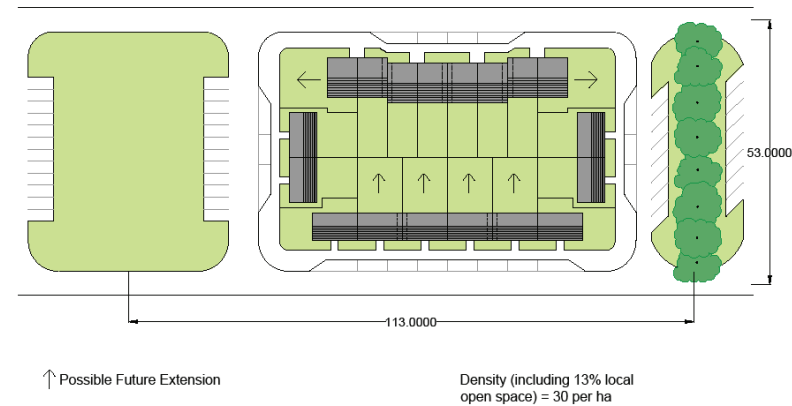 53.0000
113.0000
Possible Future Extension
Density (including 13% local
open space) = 30 per ha